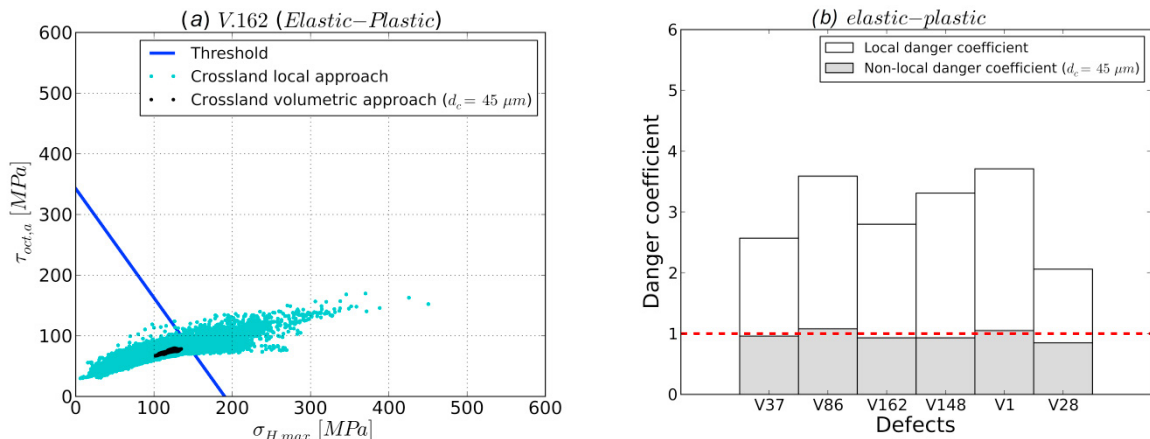 (a) V.162 (Elastic−Plastic)
600
500
400
300
200
100
0
τoct,a [MPa]
Threshold
Crossland local approach
Crossland volumetric approach (dc = 45 μm)
0 100 200 300 400 500 600
σH,max [MPa]
(b) elastic−plastic
6
5
4
3
2
1
0
Danger coefficient
Local danger coefficient
Non-local danger coefficient (dc = 45 μm)
V37 V86 V162 V148 V1 V28
Defects